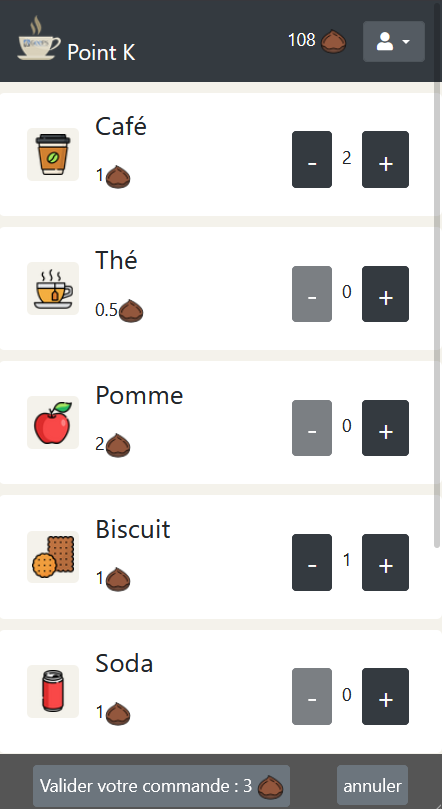 Point K
108
Café
1
- 2 +
Thé
0.5
- 0 +
Pomme
2
- 0 +
Biscuit
1
- 1 +
Soda
1
- 0 +
Valider votre commande : 3
annuler